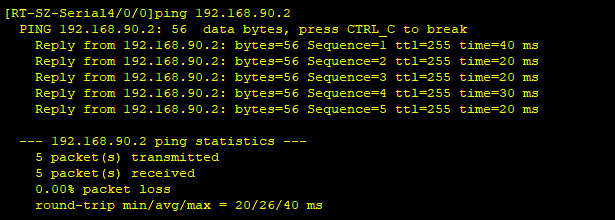 [RT-SZ-Serial4/0/0]ping 192.168.90.2
PING 192.168.90.2: 56  data bytes, press CTRL_C to break
Reply from 192.168.90.2: bytes=56 Sequence=1 ttl=255 time=40 ms
Reply from 192.168.90.2: bytes=56 Sequence=2 ttl=255 time=20 ms
Reply from 192.168.90.2: bytes=56 Sequence=3 ttl=255 time=20 ms
Reply from 192.168.90.2: bytes=56 Sequence=4 ttl=255 time=30 ms
Reply from 192.168.90.2: bytes=56 Sequence=5 ttl=255 time=20 ms
--- 192.168.90.2 ping statistics ---
5 packet(s) transmitted
5 packet(s) received
0.00% packet loss
round-trip min/avg/max = 20/26/40 ms